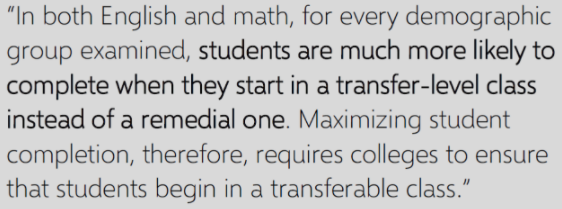 "In both English and math, for every demographic
group examined, students are much more likely to
complete when they start in a transfer-level class
instead of a remedial one. Maximizing student
completion, therefore, requires colleges to ensure
that students begin in a transferable class."